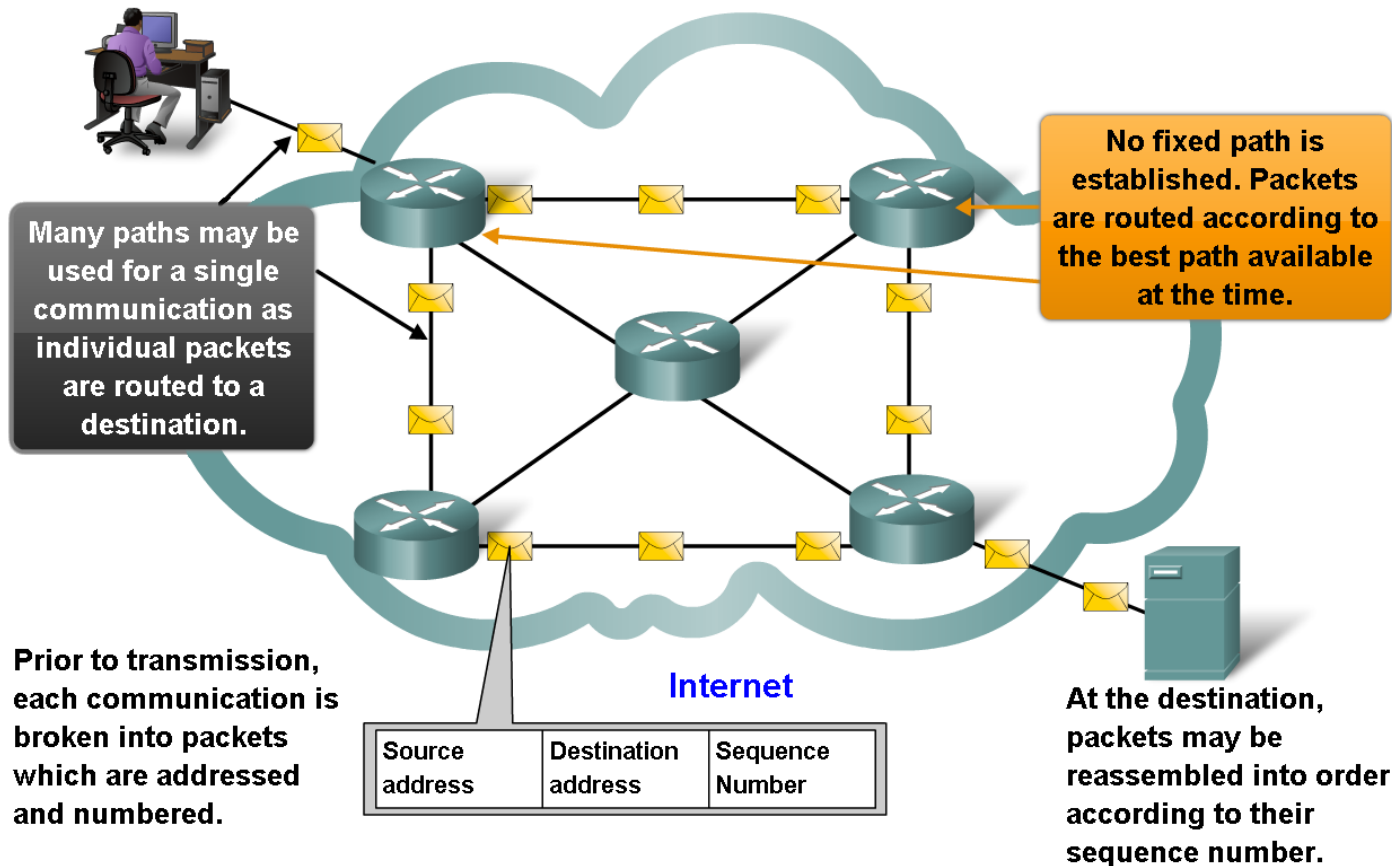 No fixed path is
established. Packets
are routed according to
the best path available
at the time.
Many paths may be
used for a single
communication as
individual packets
are routed to a
destination.
Prior to transmission,
each communication is
broken into packets
which are addressed
and numbered.
Internet
Source
address
Destination
address
Sequence
Number
At the destination,
packets may be
reassembled into order
according to their
sequence number.